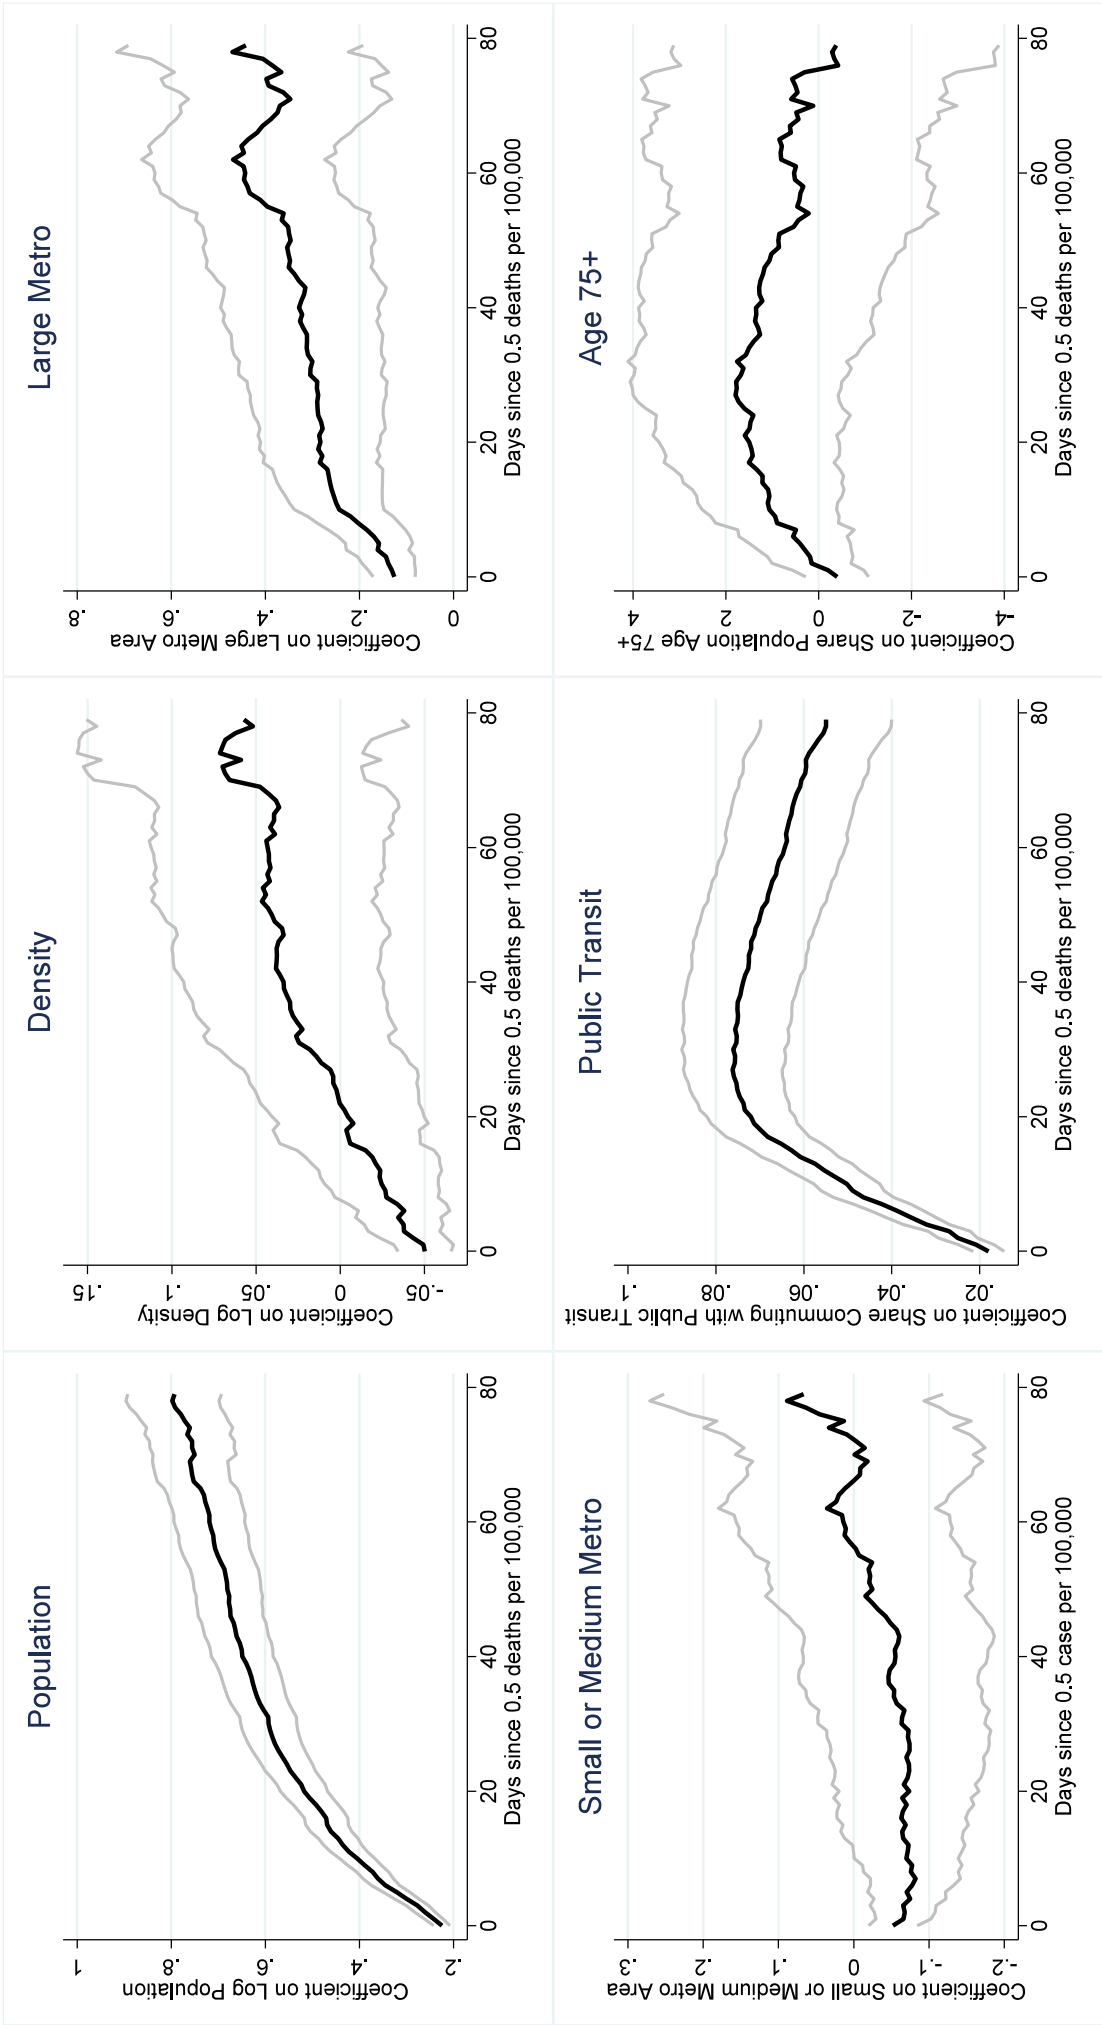 Population
Coefficient on Log Population
.2 .4 .6 .8 1
0 20 40 60 80
Days since 0.5 deaths per 100,000
Density
Coefficient on Log Density
-.05 0 .05 .1 .15
0 20 40 60 80
Days since 0.5 deaths per 100,000
Large Metro
Coefficient on Large Metro Area
0 .2 .4 .6 .8
0 20 40 60 80
Days since 0.5 deaths per 100,000
Small or Medium Metro
Coefficient on Small or Medium Metro Area
-.2 -.1 0 .1 .2 .3
0 20 40 60 80
Days since 0.5 case per 100,000
Public Transit
Coefficient on Share Commuting with Public Transit
.02 .04 .06 .08 .1
0 20 40 60 80
Days since 0.5 deaths per 100,000
Age 75+
Coefficient on Share Population Age 75+
-4 -2 0 2 4
0 20 40 60 80
Days since 0.5 deaths per 100,000